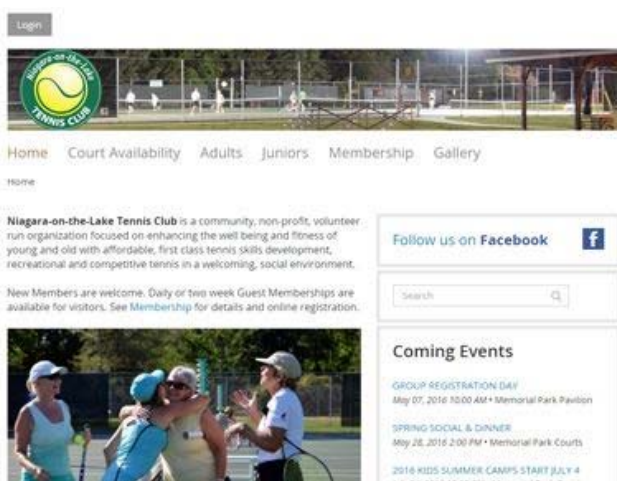 Login
Niagara-on-the-Lake
TENNIS CLUB
Home Court Availability Adults Juniors Membership Gallery
Home
Niagara-on-the-Lake Tennis Club is a community, non-profit, volunteer
run organization focused on enhancing the well being and fitness of
young and old with affordable, first class tennis skills development,
recreational and competitive tennis in a welcoming, social environment.
New Members are welcome. Daily or two week Guest Memberships are
available for visitors. See Membership for details and online registration.
Follow us on Facebook
f
Search
Coming Events
GROUP REGISTRATION DAY
May 07, 2016 10:00 AM • Memorial Park Pavilion
SPRING SOCIAL & DINNER
May 28, 2016 2:00 PM • Memorial Park Courts
2016 KIDS SUMMER CAMPS START JULY 4